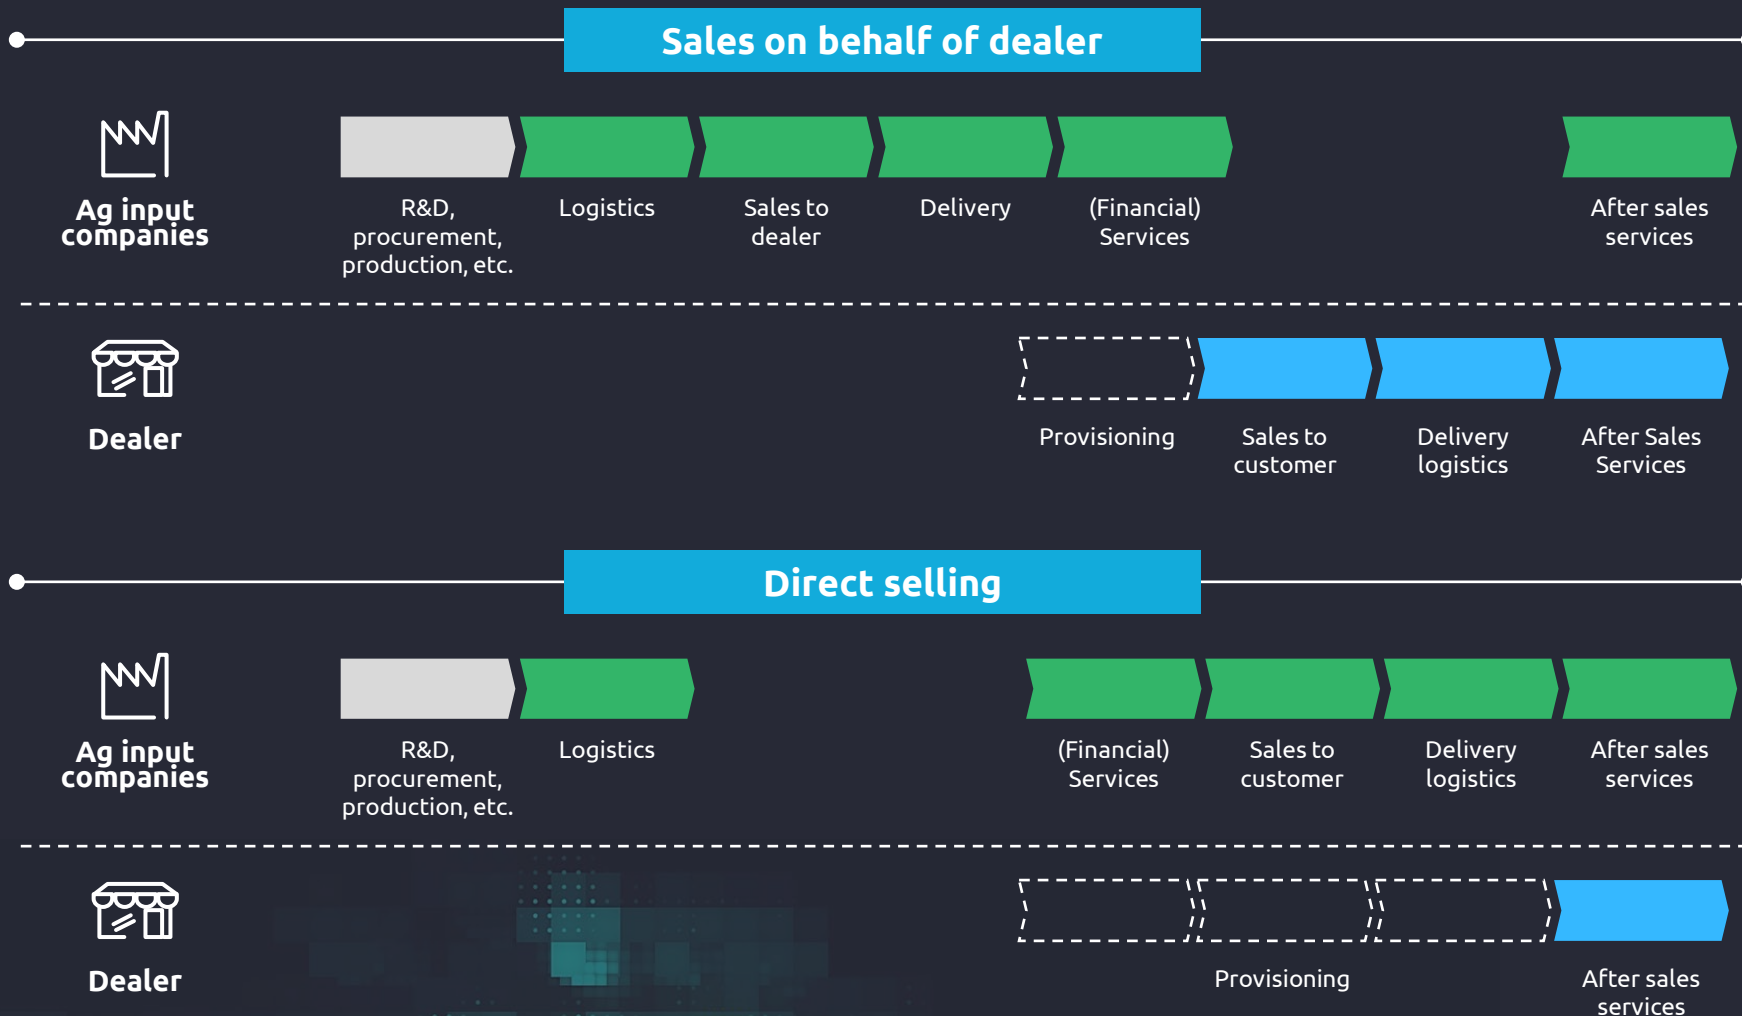 Sales on behalf of dealer
Ag input
companies
R&D,
procurement,
production, etc.
Logistics
Sales to
dealer
Delivery
(Financial)
Services
After sales
services
Dealer
Provisioning
Sales to
customer
Delivery
logistics
After Sales
Services
Direct selling
Ag input
companies
R&D,
procurement,
production, etc.
Logistics
(Financial)
Services
Sales to
customer
Delivery
logistics
After sales
services
Dealer
Provisioning
After sales
services